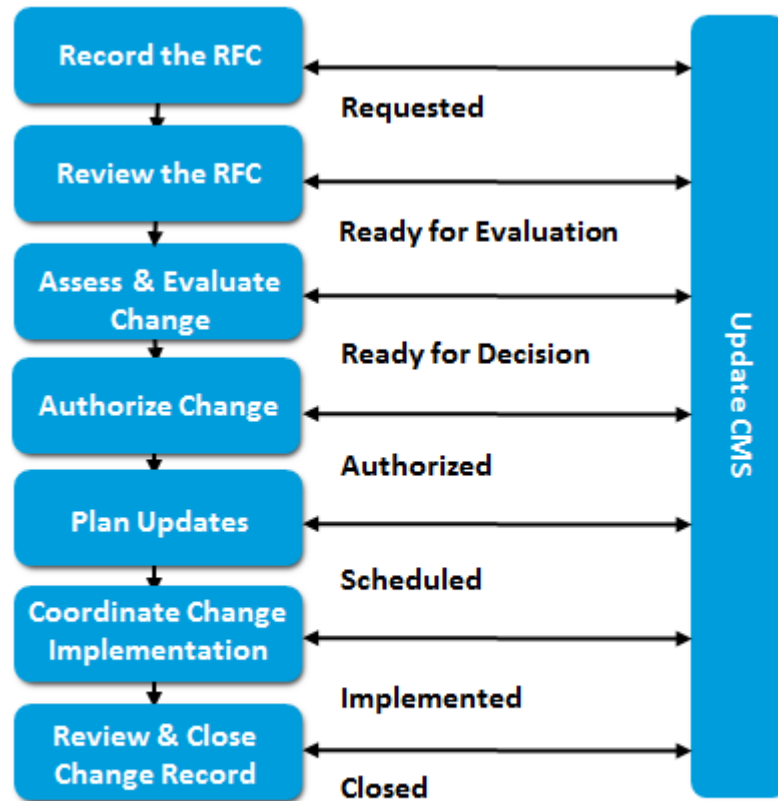 Record the RFC
Requested
Review the RFC
Ready for Evaluation
Assess & Evaluate
Change
Ready for Decision
Authorize Change
Authorized
Plan Updates
Scheduled
Coordinate Change
Implementation
Implemented
Review & Close
Change Record
Closed
Update CMS